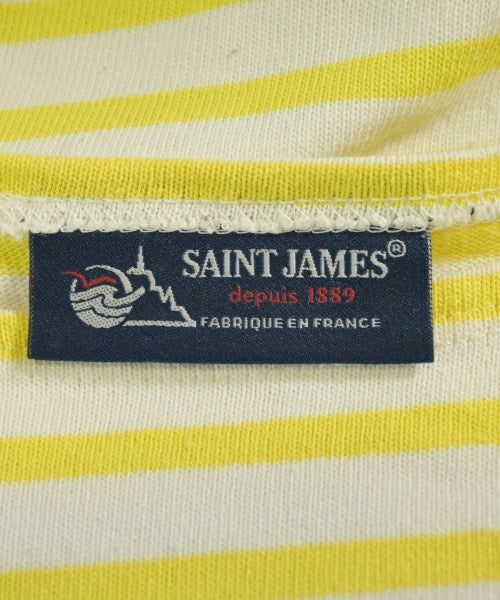 SAINT JAMES®
depuis 1889
FABRIQUE EN FRANCE